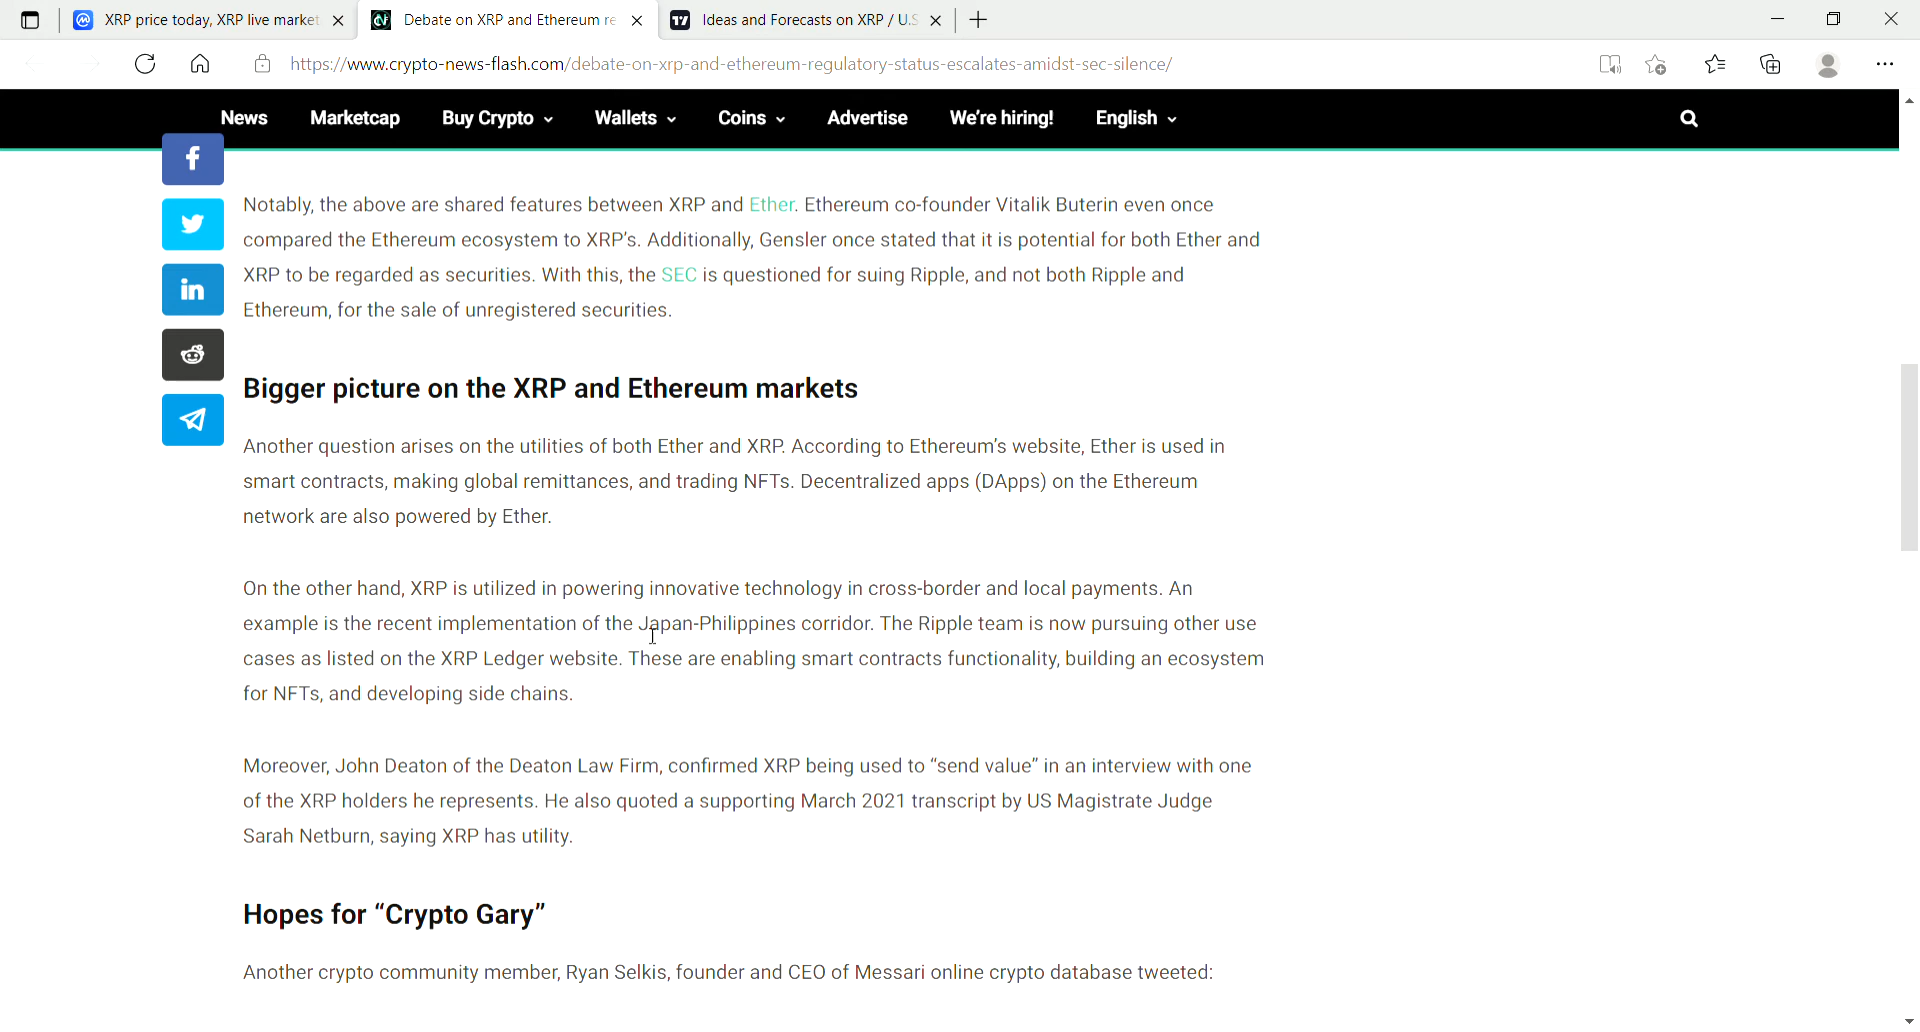 XRP price today, XRP live market
Debate on XRP and Ethereum re
Ideas and Forecasts on XRP / U.S
https://www.crypto-news-flash.com/debate-on-xrp-and-ethereum-regulatory-status-escalates-amidst-sec-silence/
News Marketcap Buy Crypto Wallets Coins Advertise We're hiring! English
Notably, the above are shared features between XRP and Ether. Ethereum co-founder Vitalik Buterin even once
compared the Ethereum ecosystem to XRP's. Additionally, Gensler once stated that it is potential for both Ether and
XRP to be regarded as securities. With this, the SEC is questioned for suing Ripple, and not both Ripple and
Ethereum, for the sale of unregistered securities.
Bigger picture on the XRP and Ethereum markets
Another question arises on the utilities of both Ether and XRP. According to Ethereum's website, Ether is used in
smart contracts, making global remittances, and trading NFTs. Decentralized apps (DApps) on the Ethereum
network are also powered by Ether.
On the other hand, XRP is utilized in powering innovative technology in cross-border and local payments. An
example is the recent implementation of the Japan-Philippines corridor. The Ripple team is now pursuing other use
cases as listed on the XRP Ledger website. These are enabling smart contracts functionality, building an ecosystem
for NFTs, and developing side chains.
Moreover, John Deaton of the Deaton Law Firm, confirmed XRP being used to “send value” in an interview with one
of the XRP holders he represents. He also quoted a supporting March 2021 transcript by US Magistrate Judge
Sarah Netburn, saying XRP has utility.
Hopes for “Crypto Gary”
Another crypto community member, Ryan Selkis, founder and CEO of Messari online crypto database tweeted: